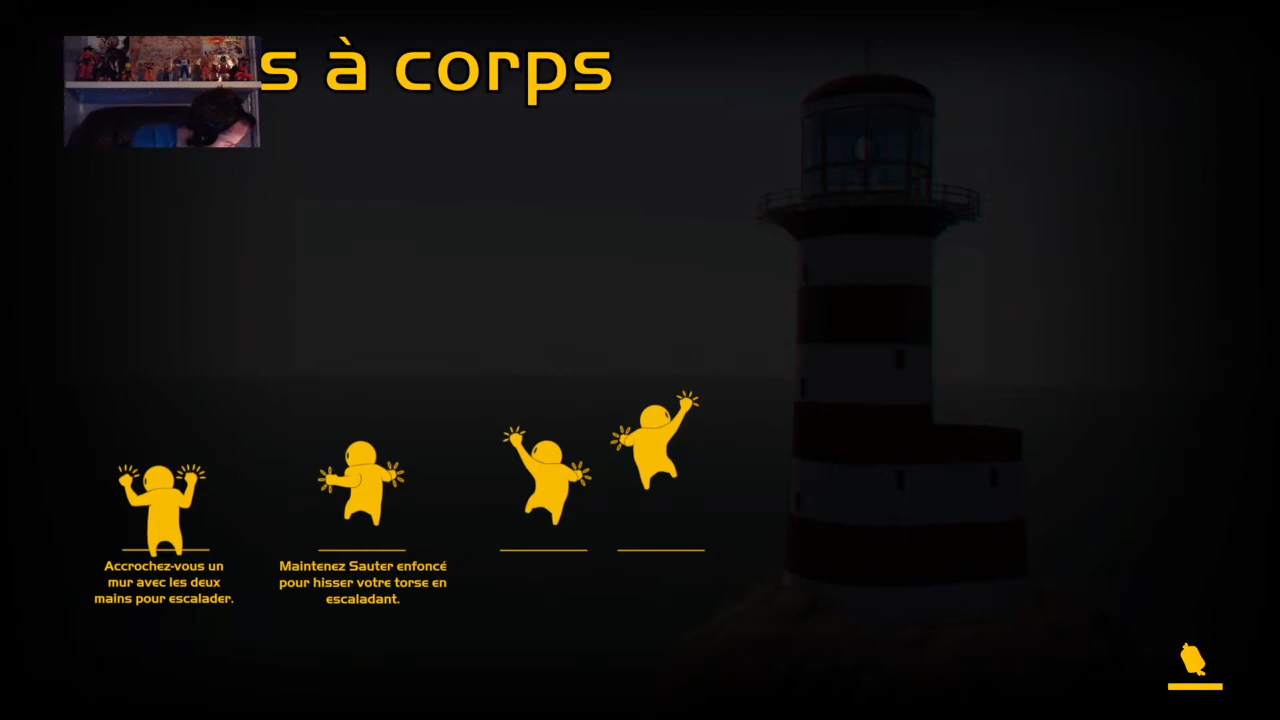 s à corps
Accrochez-vous un
mur avec les deux
mains pour escalader.
Maintenez Sauter enfoncé
pour hisser votre torse en
escaladant.